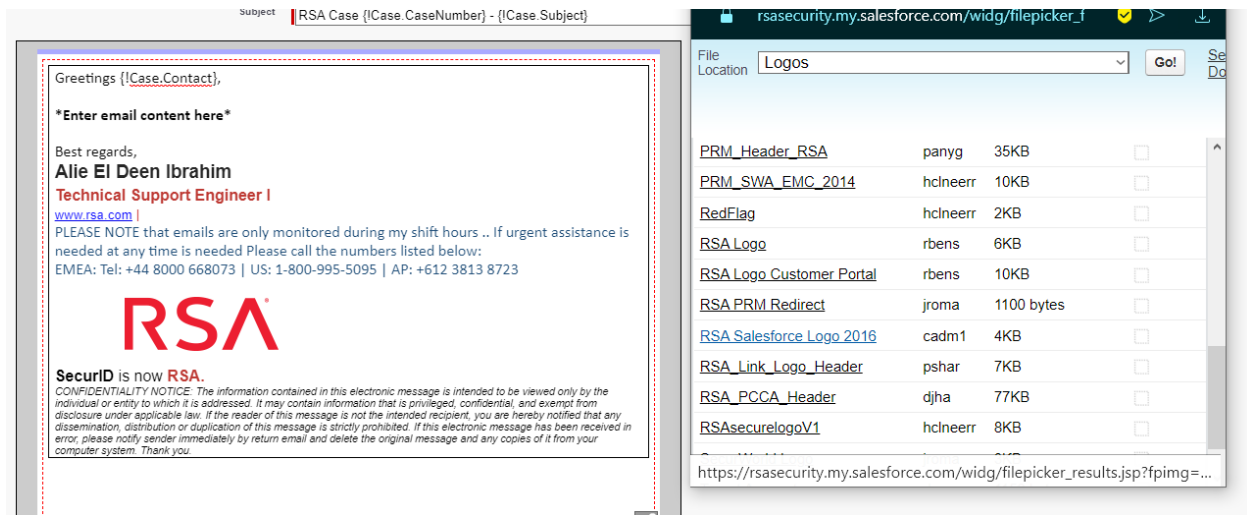 Subject
RSA Case {!Case.CaseNumber} - {!Case.Subject}
Greetings {!Case.Contact},
*Enter email content here*
Best regards,
Alie El Deen Ibrahim
Technical Support Engineer I
www.rsa.com |
PLEASE NOTE that emails are only monitored during my shift hours .. If urgent assistance is
needed at any time is needed Please call the numbers listed below:
EMEA: Tel: +44 8000 668073 | US: 1-800-995-5095 | AP: +612 3813 8723
RSA
SecurID is now RSA.
CONFIDENTIALITY NOTICE: The information contained in this electronic message is intended to be viewed only by the
individual or entity to which it is addressed. It may contain information that is privileged, confidential, and exempt from
disclosure under applicable law. If the reader of this message is not the intended recipient, you are hereby notified that any
dissemination, distribution or duplication of this message is strictly prohibited. If this electronic message has been received in
error, please notify sender immediately by return email and delete the original message and any copies of it from your
computer system. Thank you.
rsasecurity.my.salesforce.com/widg/filepicker_f
File
Location
Logos
Go!
Se
Do
PRM_Header_RSA panyg 35KB
PRM_SWA_EMC_2014 hclneerr 10KB
RedFlag hclneerr 2KB
RSA Logo rbens 6KB
RSA Logo Customer Portal rbens 10KB
RSA PRM Redirect jroma 1100 bytes
RSA Salesforce Logo 2016 cadm1 4KB
RSA_Link_Logo_Header pshar 7KB
RSA_PCCA_Header djha 77KB
RSAsecurelogoV1 hclneerr 8KB
https://rsasecurity.my.salesforce.com/widg/filepicker_results.jsp?fpimg=...